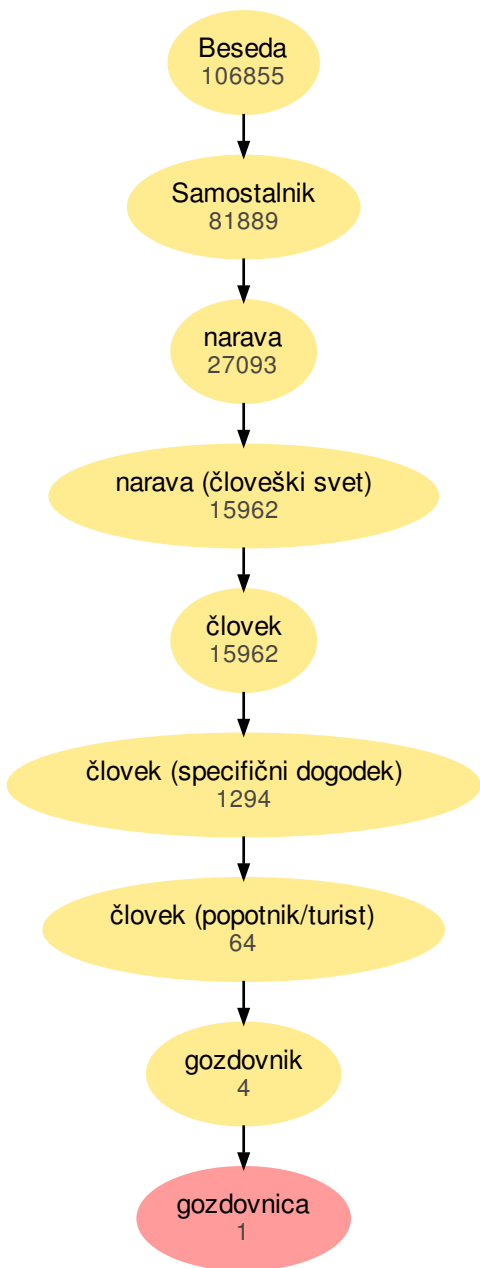 Beseda
106855
Samostalnik
81889
narava
27093
narava (človeški svet)
15962
človek
15962
človek (specifični dogodek)
1294
človek (popotnik/turist)
64
gozdovnik
4
gozdovnica
1